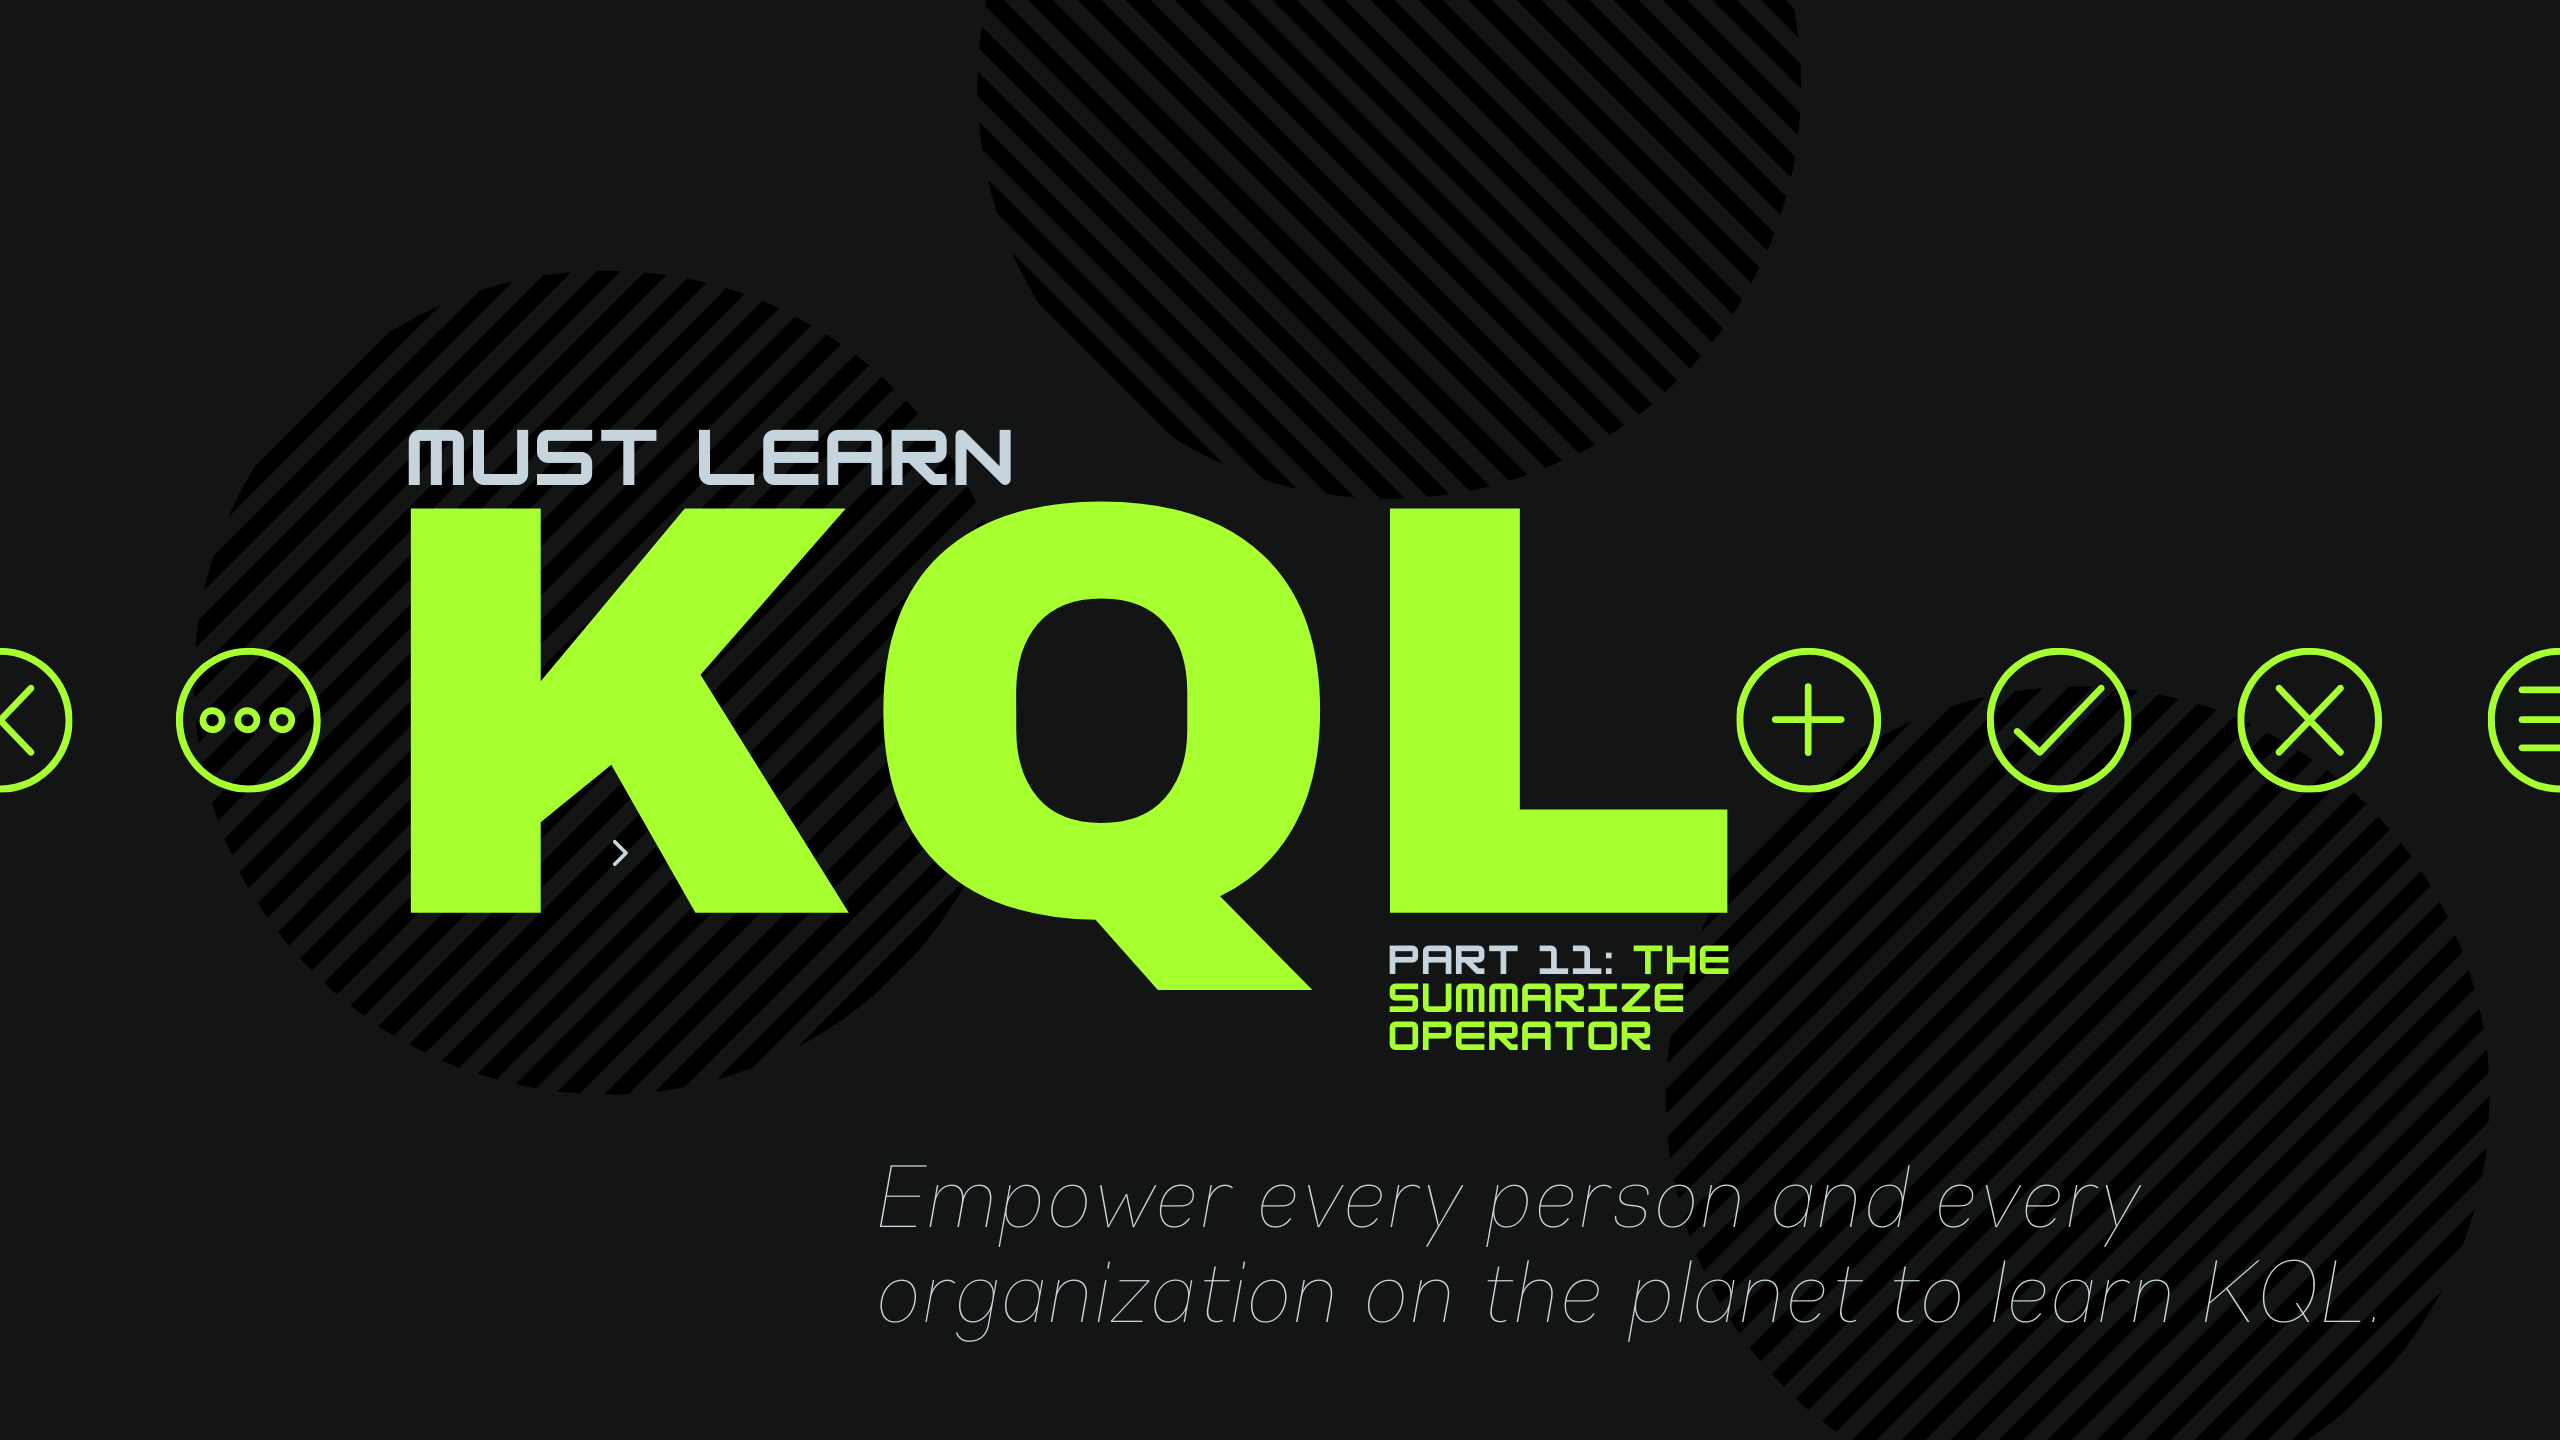 MUST LEARN
KQL
PART 11: THE
SUMMARIZE
OPERATOR
Empower every person and every
organization on the planet to learn KQL.